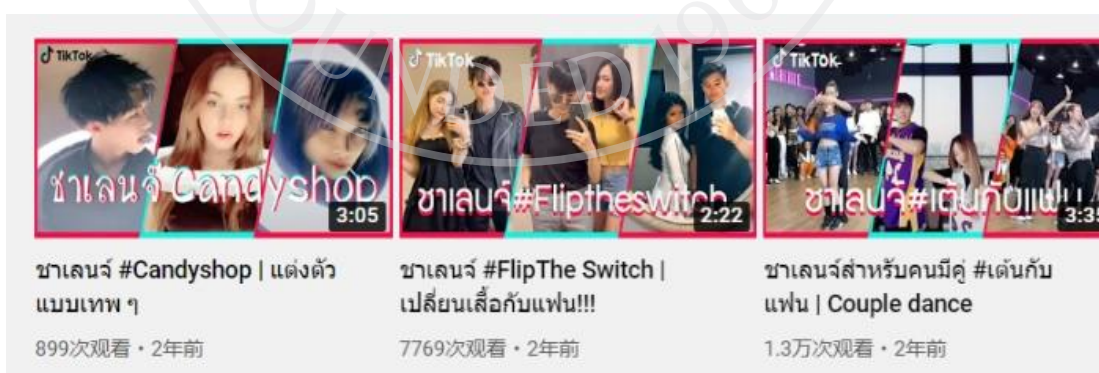 TikTok
ชาเลนจ์ Candyshop
3:05
TikTok
ชาเลนจ์#Fliptheswitch
2:22
TikTok
ชาเลนจ์#เต้นกับแฟน
3:35
ชาเลนจ์ #Candyshop | แต่งตัว
แบบเทพ ๆ
899次观看・2年前
ชาเลนจ์ #FlipThe Switch |
เปลี่ยนเสื้อกับแฟน!!!
7769次观看・2年前
ชาเลนจ์สำหรับคนมีคู่ #เต้นกับ
แฟน | Couple dance
1.3万次观看・2年前